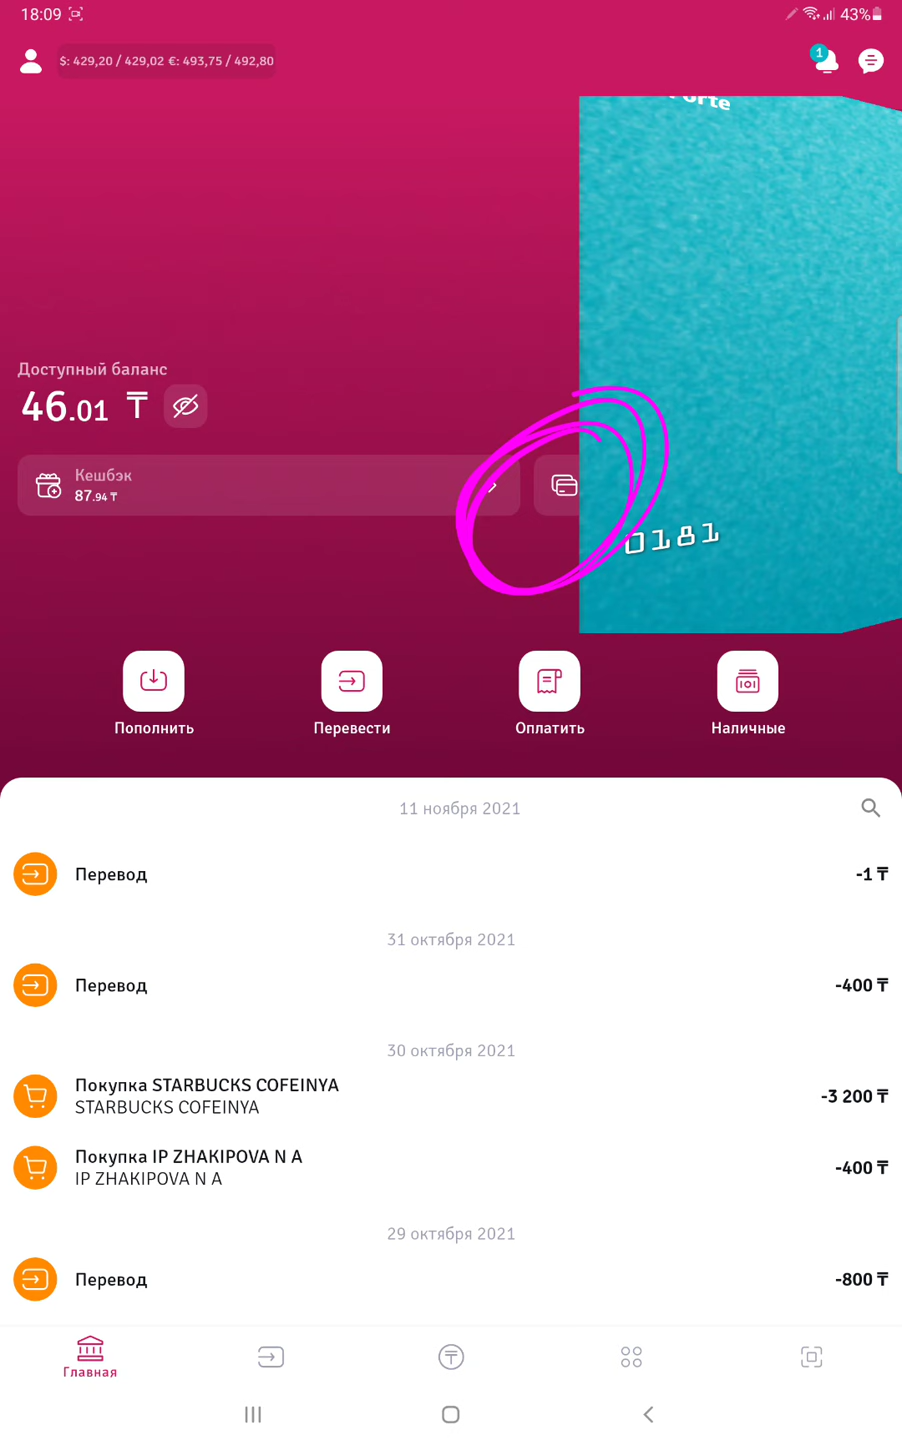 18:09 43%
$: 429,20 / 429,02 €: 493,75 / 492,80
1
Доступный баланс
46.01 ₸
Кешбэк
87.94 ₸
0181
Пополнить Перевести Оплатить Наличные
11 ноября 2021
Перевод -1 ₸
31 октября 2021
Перевод -400 ₸
30 октября 2021
Покупка STARBUCKS COFEINYA
STARBUCKS COFEINYA -3 200 ₸
Покупка IP ZHAKIPOVA N A
IP ZHAKIPOVA N A -400 ₸
29 октября 2021
Перевод -800 ₸
Главная